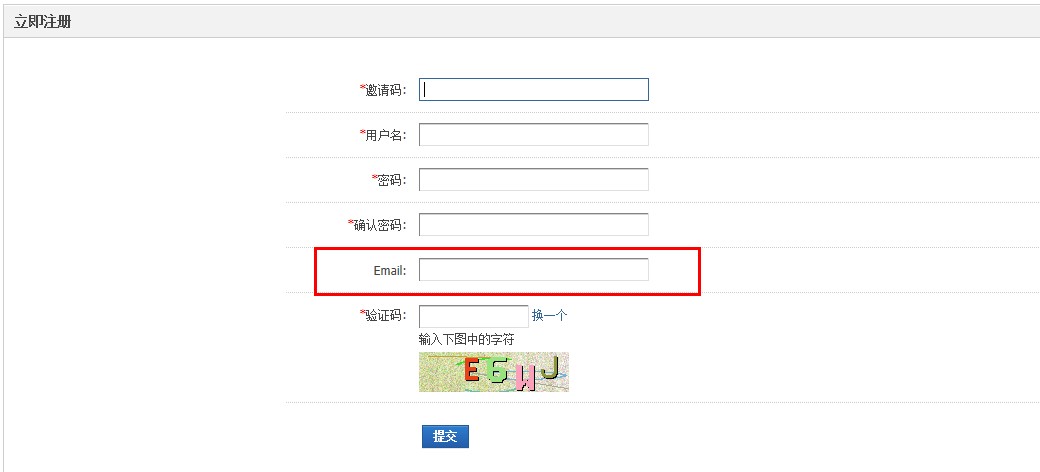 立即注册
*邀请码:
*用户名:
*密码:
*确认密码:
Email:
*验证码: 换一个
输入下图中的字符
提交